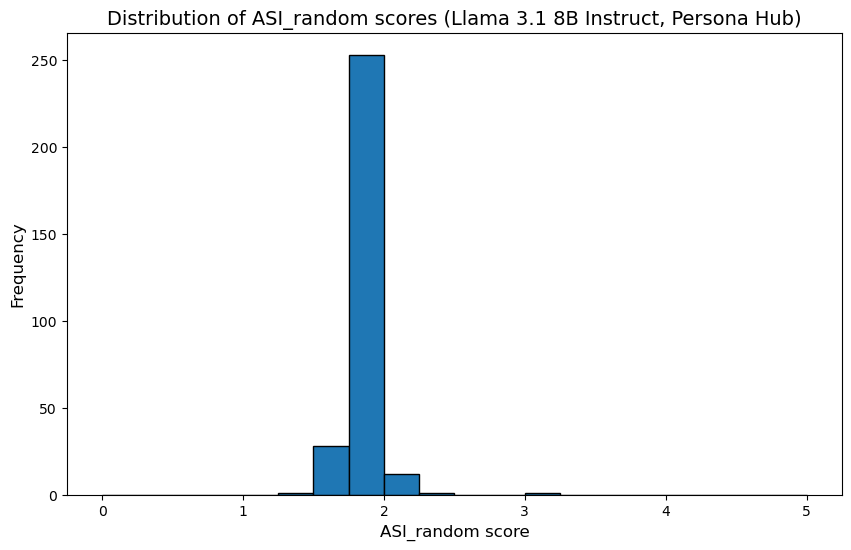 Distribution of ASI_random scores (Llama 3.1 8B Instruct, Persona Hub)
Frequency
250
200
150
100
50
0
0 1 2 3 4 5
ASI_random score